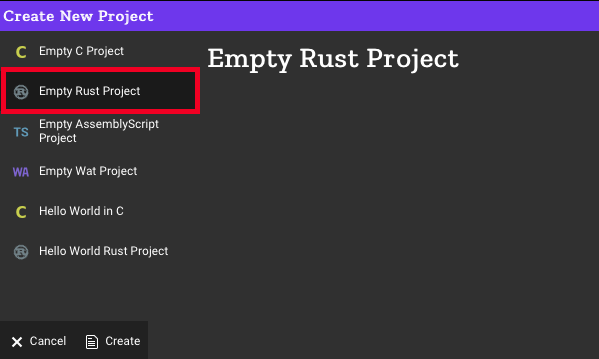 Create New Project
C Empty C Project
Empty Rust Project
Empty Rust Project
TS Empty AssemblyScript
Project
WA Empty Wat Project
C Hello World in C
Hello World Rust Project
Cancel Create